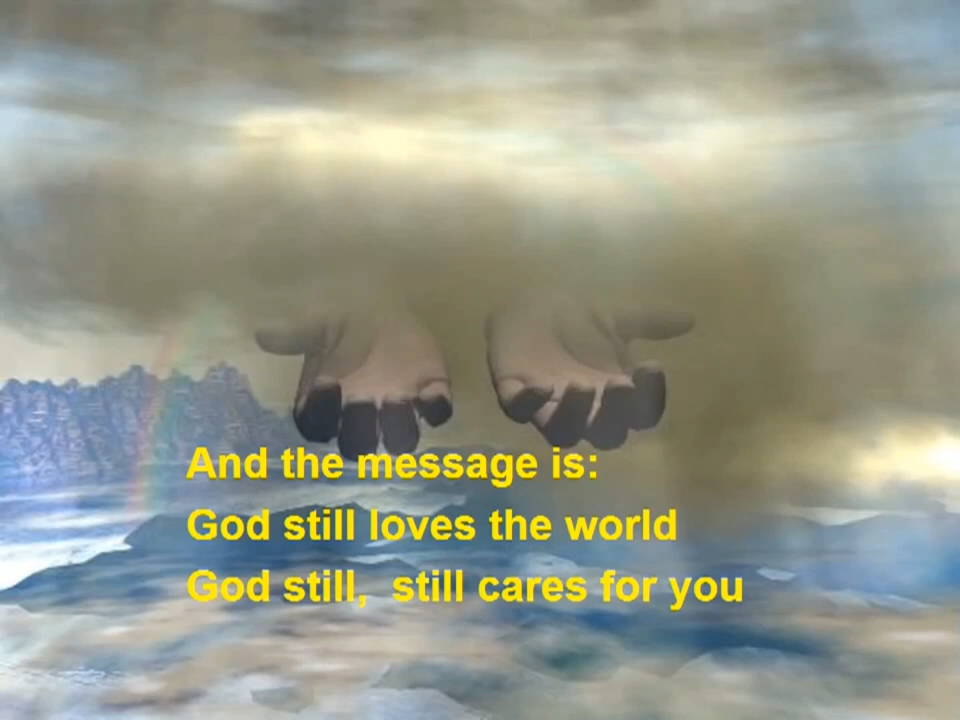 And the message is:
God still loves the world
God still,  still cares for you